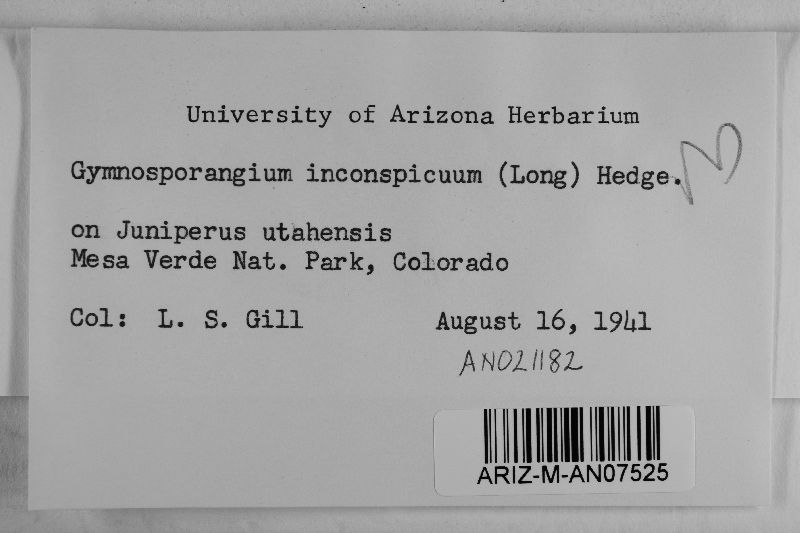 University of Arizona Herbarium
Gymnosporangium inconspicuum (Long) Hedge.
on Juniperus utahensis
Mesa Verde Nat. Park, Colorado
Col: L. S. Gill August 16, 1941
AN021182
ARIZ-M-AN07525